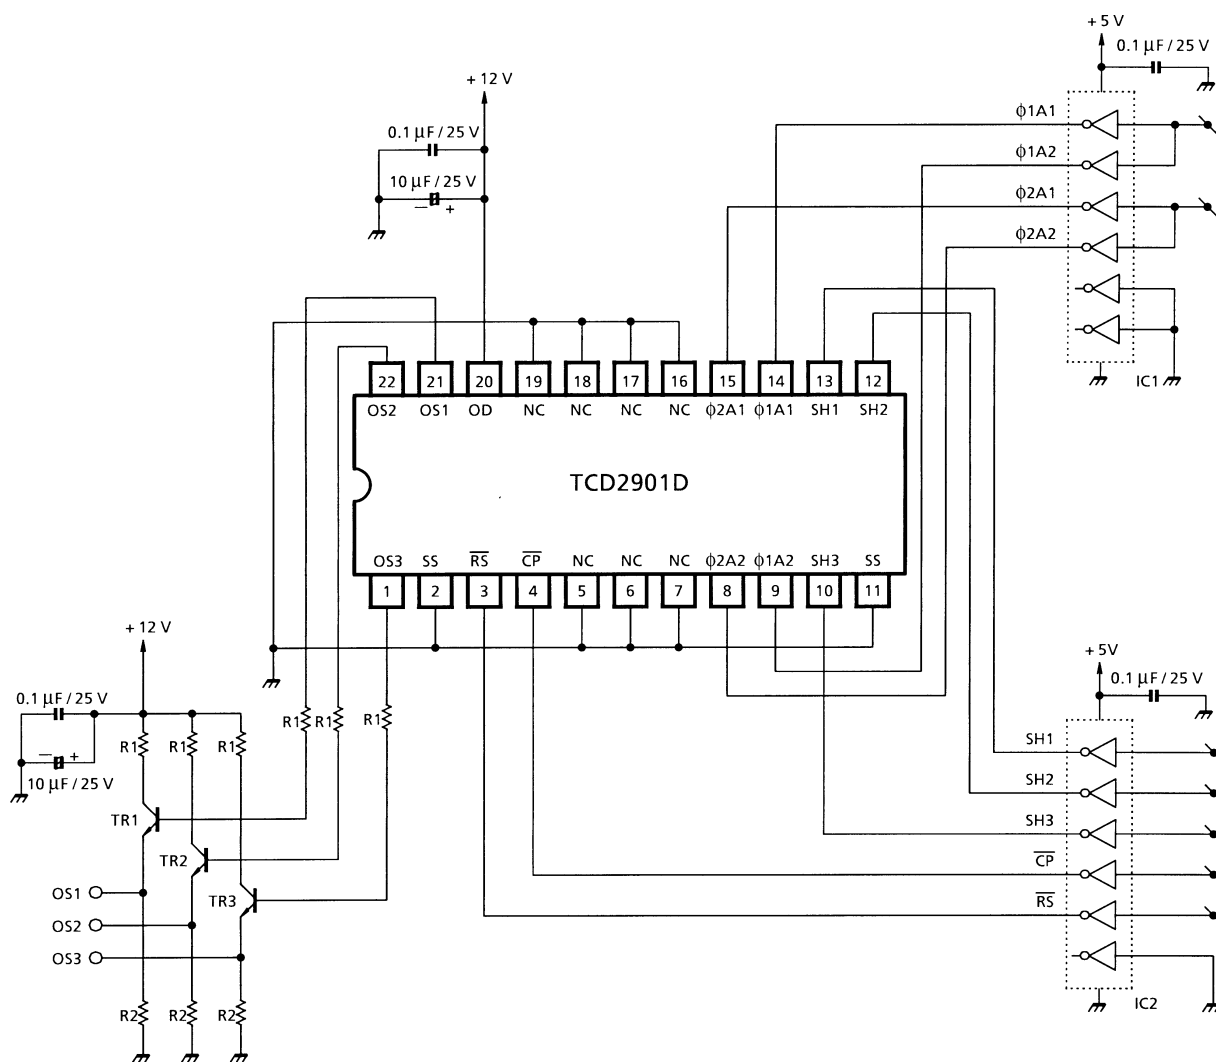 + 5 V
0.1 µF / 25 V
+ 12 V
0.1 µF / 25 V
10 µF / 25 V
— +
ϕ1A1
ϕ1A2
ϕ2A1
ϕ2A2
IC1
22 21 20 19 18 17 16 15 14 13 12
OS2 OS1 OD NC NC NC NC ϕ2A1 ϕ1A1 SH1 SH2
TCD2901D
OS3 SS R̅S̅ C̅P̅ NC NC NC ϕ2A2 ϕ1A2 SH3 SS
1 2 3 4 5 6 7 8 9 10 11
+ 12 V
0.1 µF / 25 V
— +
10 µF / 25 V
R1 R1 R1
R1 R1 R1
TR1
TR2
TR3
OS1
OS2
OS3
R2 R2 R2
+ 5V
0.1 µF / 25 V
SH1
SH2
SH3
C̅P̅
R̅S̅
IC2